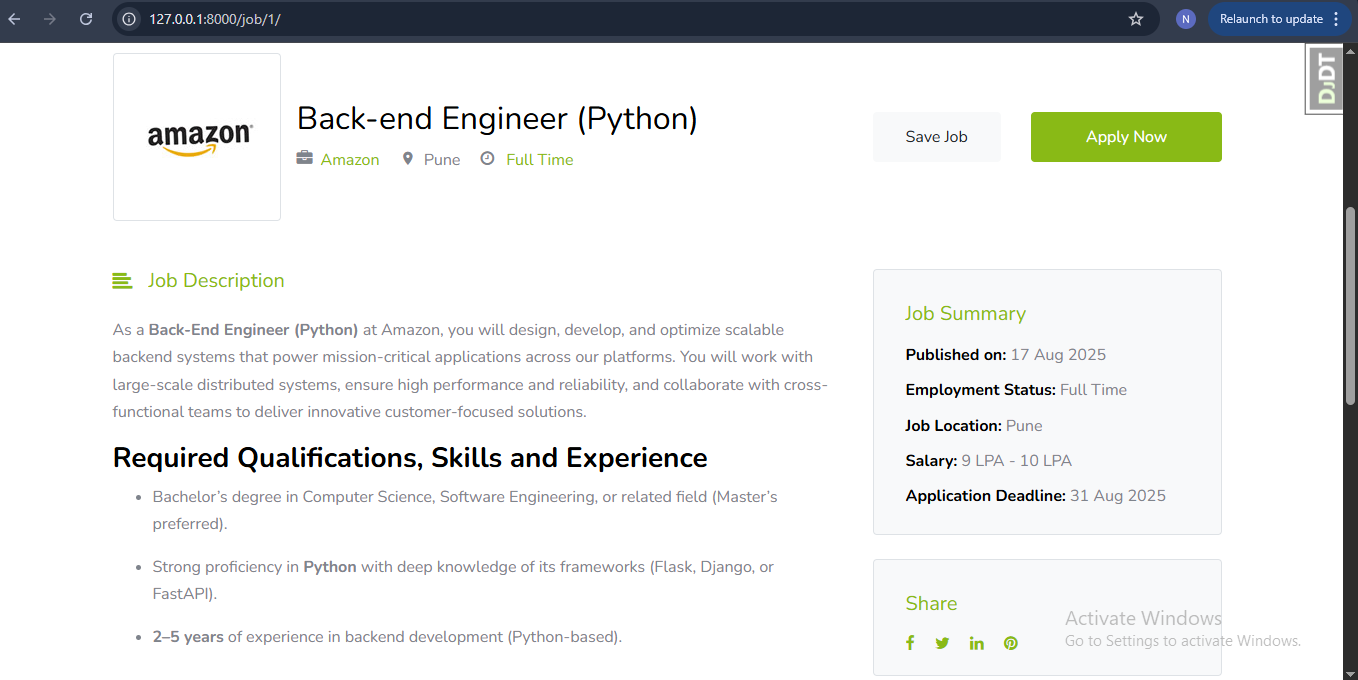 127.0.0.1:8000/job/1/
N
Relaunch to update
DJDT
amazon
Back-end Engineer (Python)
Amazon Pune Full Time
Save Job
Apply Now
Job Description
As a Back-End Engineer (Python) at Amazon, you will design, develop, and optimize scalable
backend systems that power mission-critical applications across our platforms. You will work with
large-scale distributed systems, ensure high performance and reliability, and collaborate with cross-
functional teams to deliver innovative customer-focused solutions.
Required Qualifications, Skills and Experience
Bachelor’s degree in Computer Science, Software Engineering, or related field (Master’s
preferred).
Strong proficiency in Python with deep knowledge of its frameworks (Flask, Django, or
FastAPI).
2–5 years of experience in backend development (Python-based).
Job Summary
Published on: 17 Aug 2025
Employment Status: Full Time
Job Location: Pune
Salary: 9 LPA - 10 LPA
Application Deadline: 31 Aug 2025
Share
Activate Windows
Go to Settings to activate Windows.